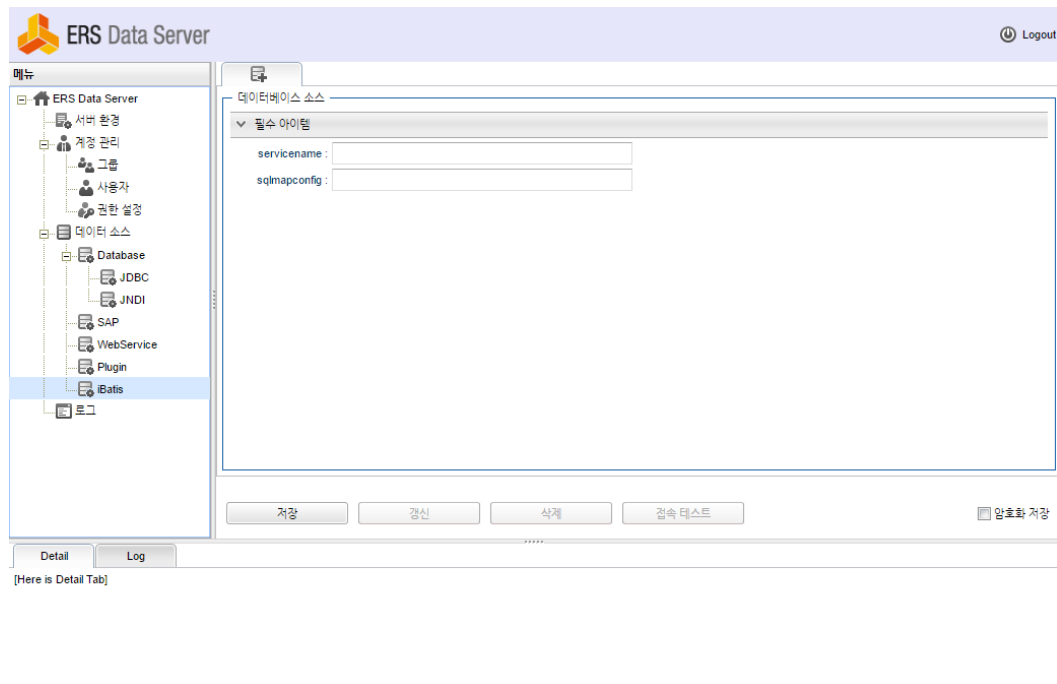 ERS Data Server
Logout
메뉴
ERS Data Server
서버 환경
계정 관리
그룹
사용자
권한 설정
데이터 소스
Database
JDBC
JNDI
SAP
WebService
Plugin
iBatis
로그
데이터베이스 소스
필수 아이템
servicename :
sqlmapconfig :
저장
갱신
삭제
접속 테스트
암호화 저장
Detail
Log
[Here is Detail Tab]